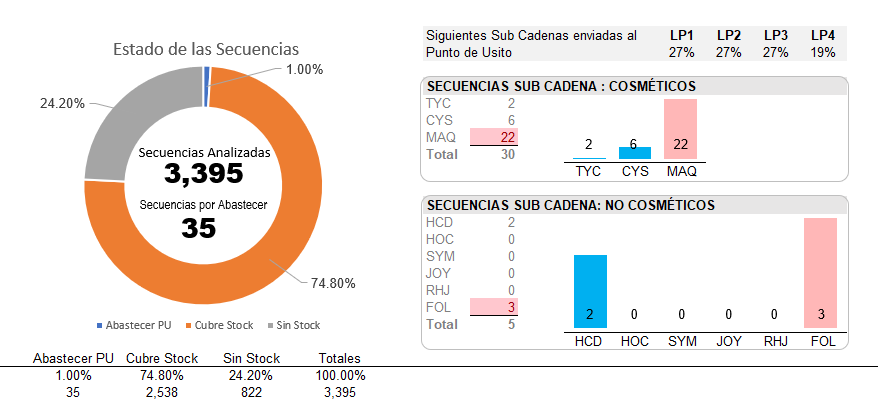 Estado de las Secuencias
1.00%
24.20%
Secuencias Analizadas
3,395
Secuencias por Abastecer
35
74.80%
Abastecer PU Cubre Stock Sin Stock
Abastecer PU Cubre Stock Sin Stock Totales
1.00% 74.80% 24.20% 100.00%
35 2,538 822 3,395
Siguientes Sub Cadenas enviadas al LP1 LP2 LP3 LP4
Punto de Usito 27% 27% 27% 19%
SECUENCIAS SUB CADENA : COSMÉTICOS
TYC 2
CYS 6
MAQ 22
Total 30
2 6 22
TYC CYS MAQ
SECUENCIAS SUB CADENA: NO COSMÉTICOS
HCD 2
HOC 0
SYM 0
JOY 0
RHJ 0
FOL 3
Total 5
2 0 0 0 0 3
HCD HOC SYM JOY RHJ FOL